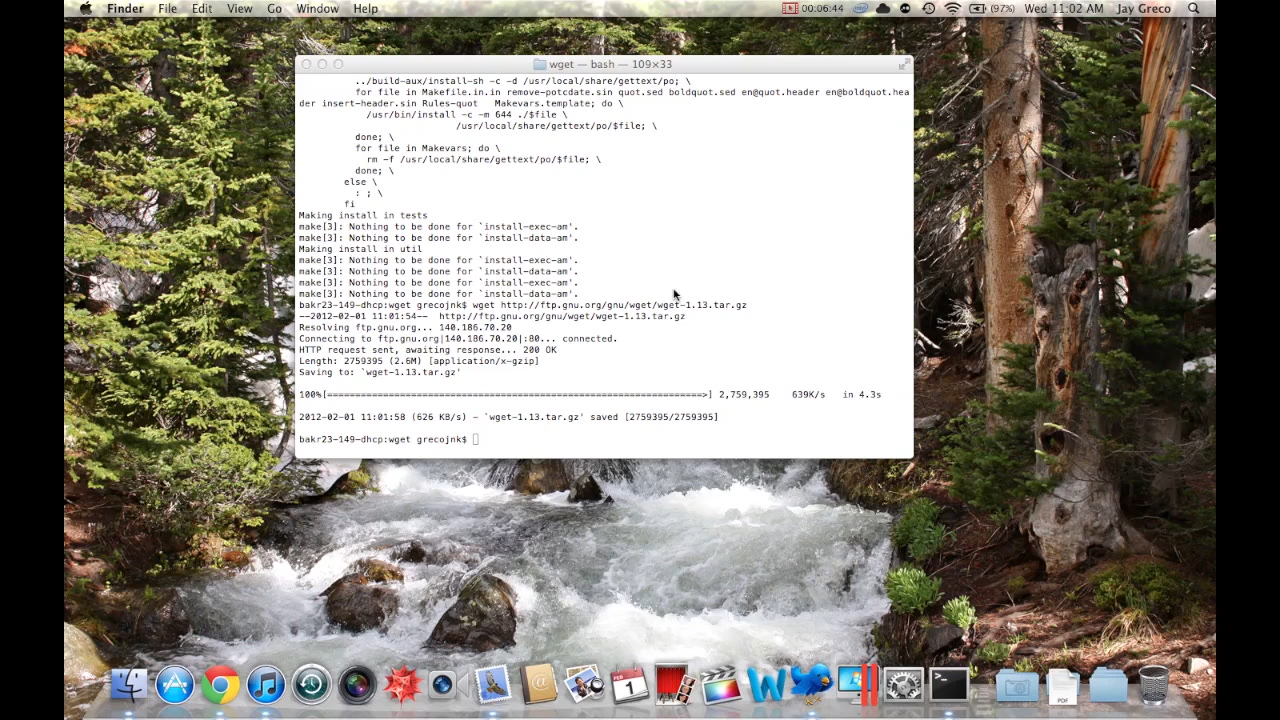 Finder File Edit View Go Window Help 00:06:44 (97%) Wed 11:02 AM Jay Greco
wget — bash — 109×33
../build-aux/install-sh -c -d /usr/local/share/gettext/po; \
for file in Makefile.in.in remove-potcdate.sin quot.sed boldquot.sed en@quot.header en@boldquot.hea
der insert-header.sin Rules-quot   Makevars.template; do \
/usr/bin/install -c -m 644 ./$file \
/usr/local/share/gettext/po/$file; \
done; \
for file in Makevars; do \
rm -f /usr/local/share/gettext/po/$file; \
done; \
else \
: ; \
fi
Making install in tests
make[3]: Nothing to be done for `install-exec-am'.
make[3]: Nothing to be done for `install-data-am'.
Making install in util
make[3]: Nothing to be done for `install-exec-am'.
make[3]: Nothing to be done for `install-data-am'.
make[3]: Nothing to be done for `install-exec-am'.
make[3]: Nothing to be done for `install-data-am'.
bakr23-149-dhcp:wget grecojnk$ wget http://ftp.gnu.org/gnu/wget/wget-1.13.tar.gz
--2012-02-01 11:01:54--  http://ftp.gnu.org/gnu/wget/wget-1.13.tar.gz
Resolving ftp.gnu.org... 140.186.70.20
Connecting to ftp.gnu.org|140.186.70.20|:80... connected.
HTTP request sent, awaiting response... 200 OK
Length: 2759395 (2.6M) [application/x-gzip]
Saving to: `wget-1.13.tar.gz'
100%[======================================================================>] 2,759,395    639K/s   in 4.3s
2012-02-01 11:01:58 (626 KB/s) - `wget-1.13.tar.gz' saved [2759395/2759395]
bakr23-149-dhcp:wget grecojnk$
FEB
1
PDF